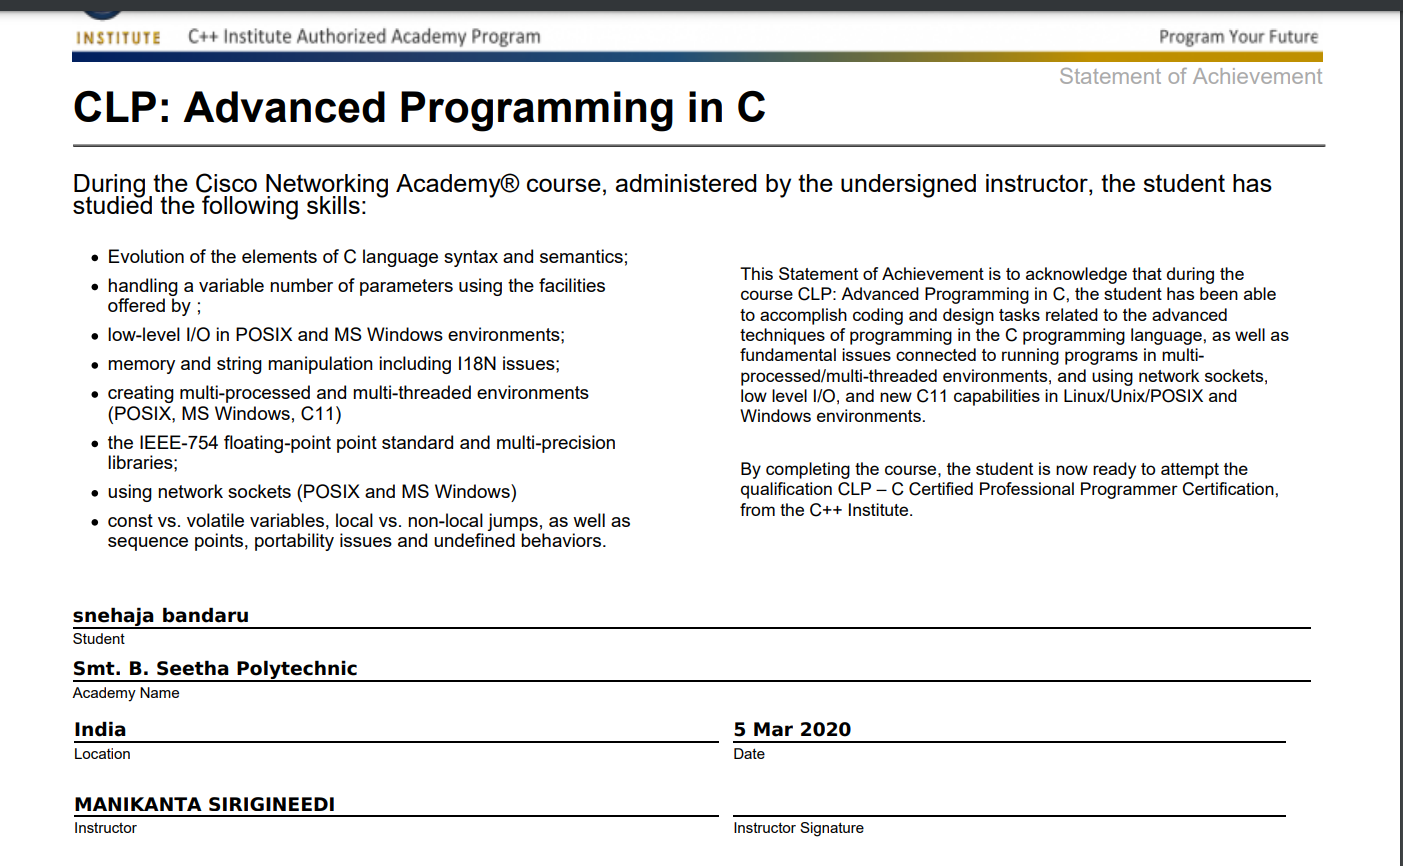 INSTITUTE C++ Institute Authorized Academy Program Program Your Future
Statement of Achievement
CLP: Advanced Programming in C
During the Cisco Networking Academy® course, administered by the undersigned instructor, the student has
studied the following skills:
• Evolution of the elements of C language syntax and semantics;
• handling a variable number of parameters using the facilities
offered by ;
• low-level I/O in POSIX and MS Windows environments;
• memory and string manipulation including I18N issues;
• creating multi-processed and multi-threaded environments
(POSIX, MS Windows, C11)
• the IEEE-754 floating-point point standard and multi-precision
libraries;
• using network sockets (POSIX and MS Windows)
• const vs. volatile variables, local vs. non-local jumps, as well as
sequence points, portability issues and undefined behaviors.
This Statement of Achievement is to acknowledge that during the
course CLP: Advanced Programming in C, the student has been able
to accomplish coding and design tasks related to the advanced
techniques of programming in the C programming language, as well as
fundamental issues connected to running programs in multi-
processed/multi-threaded environments, and using network sockets,
low level I/O, and new C11 capabilities in Linux/Unix/POSIX and
Windows environments.
By completing the course, the student is now ready to attempt the
qualification CLP – C Certified Professional Programmer Certification,
from the C++ Institute.
snehaja bandaru
Student
Smt. B. Seetha Polytechnic
Academy Name
India
Location
5 Mar 2020
Date
MANIKANTA SIRIGINEEDI
Instructor
Instructor Signature